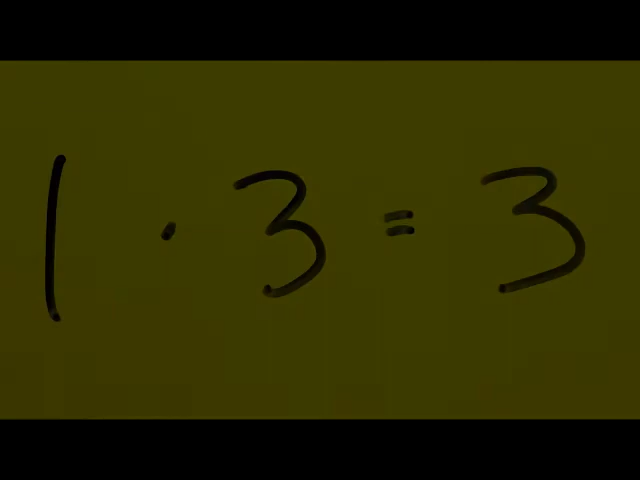 1 · 3 = 3